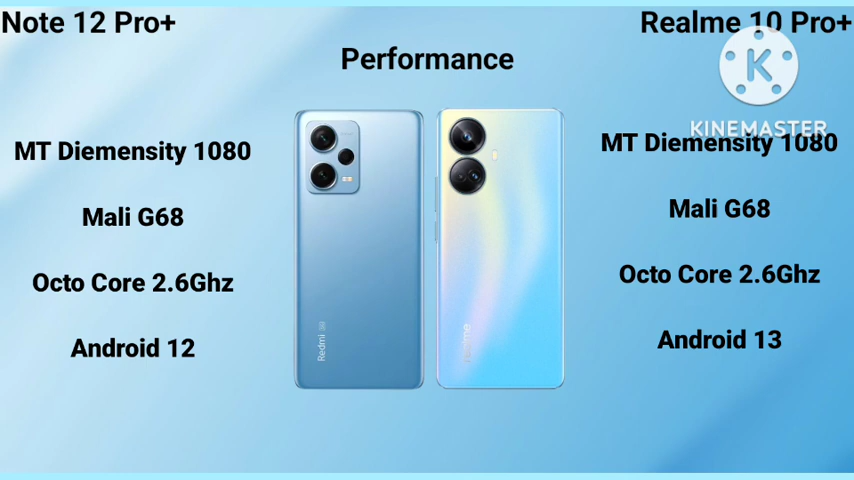 Note 12 Pro+
Realme 10 Pro+
Performance
KINEMASTER
MT Diemensity 1080
Mali G68
Octo Core 2.6Ghz
Android 12
MT Diemensity 1080
Mali G68
Octo Core 2.6Ghz
Android 13
Redmi
realme